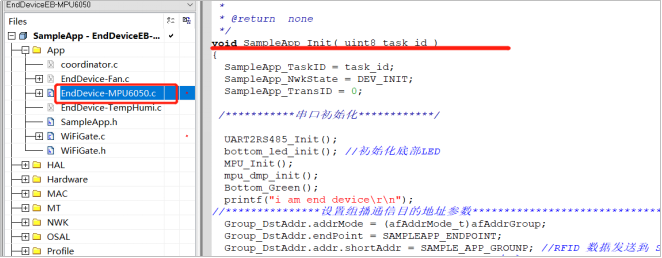 EndDeviceEB-MPU6050
Files
SampleApp - EndDeviceEB-...
App
coordinator.c
EndDevice-Fan.c
EndDevice-MPU6050.c
EndDevice-TempHumi.c
SampleApp.h
WiFiGate.c
WiFiGate.h
HAL
Hardware
MAC
MT
NWK
OSAL
Profile
*
* @return none
*/
void SampleApp_Init( uint8 task_id )
{
SampleApp_TaskID = task_id;
SampleApp_NwkState = DEV_INIT;
SampleApp_TransID = 0;
/***********串口初始化************/
UART2RS485_Init();
bottom_led_init(); //初始化底部LED
MPU_Init();
mpu_dmp_init();
Bottom_Green();
printf("i am end device\r\n");
//**************设置组播通信目的地址参数*****************************
Group_DstAddr.addrMode = (afAddrMode_t)afAddrGroup;
Group_DstAddr.endPoint = SAMPLEAPP_ENDPOINT;
Group_DstAddr.addr.shortAddr = SAMPLE_APP_GROUNP; //RFID 数据发送到 S